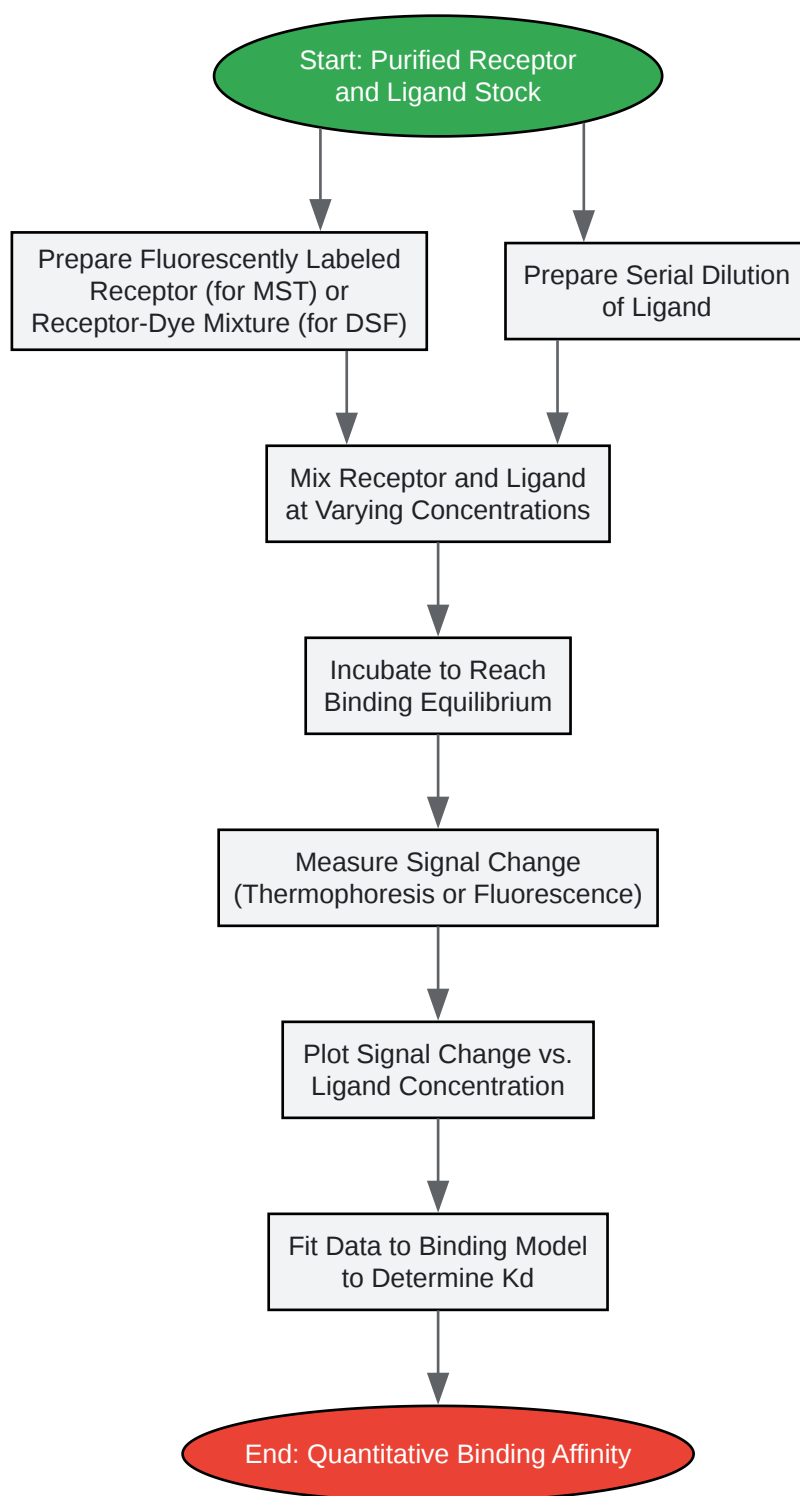 Start: Purified Receptor
and Ligand Stock
Prepare Fluorescently Labeled
Receptor (for MST) or
Receptor-Dye Mixture (for DSF)
Prepare Serial Dilution
of Ligand
Mix Receptor and Ligand
at Varying Concentrations
Incubate to Reach
Binding Equilibrium
Measure Signal Change
(Thermophoresis or Fluorescence)
Plot Signal Change vs.
Ligand Concentration
Fit Data to Binding Model
to Determine Kd
End: Quantitative Binding Affinity